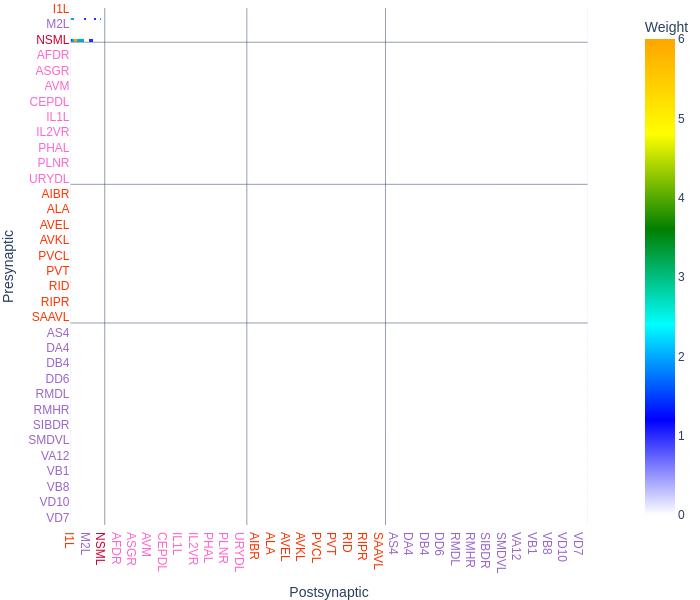 Weight
6
5
4
3
2
1
0
Presynaptic
I1L
M2L
NSML
AFDR
ASGR
AVM
CEPDL
IL1L
IL2VR
PHAL
PLNR
URYDL
AIBR
ALA
AVEL
AVKL
PVCL
PVT
RID
RIPR
SAAVL
AS4
DA4
DB4
DD6
RMDL
RMHR
SIBDR
SMDVL
VA12
VB1
VB8
VD10
VD7
I1L
M2L
NSML
AFDR
ASGR
AVM
CEPDL
IL1L
IL2VR
PHAL
PLNR
URYDL
AIBR
ALA
AVEL
AVKL
PVCL
PVT
RID
RIPR
SAAVL
AS4
DA4
DB4
DD6
RMDL
RMHR
SIBDR
SMDVL
VA12
VB1
VB8
VD10
VD7
Postsynaptic